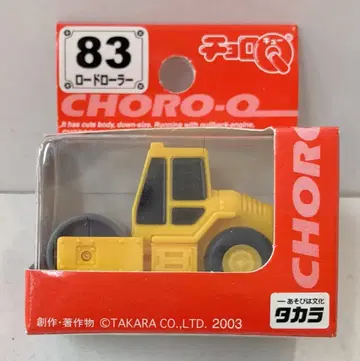 83
ロードローラー
チョロQ
キュー
CHORO-Q
It has cute body, down-size. Running with pullback-engine.
CHORO
あそびは文化
タカラ
創作・著作物 ©TAKARA CO.,LTD. 2003